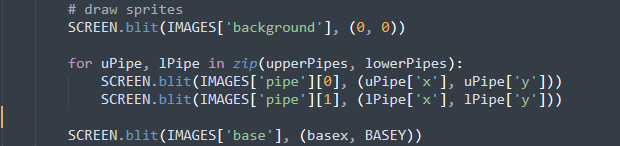 # draw sprites
SCREEN.blit(IMAGES['background'], (0, 0))
for uPipe, lPipe in zip(upperPipes, lowerPipes):
SCREEN.blit(IMAGES['pipe'][0], (uPipe['x'], uPipe['y']))
SCREEN.blit(IMAGES['pipe'][1], (lPipe['x'], lPipe['y']))
SCREEN.blit(IMAGES['base'], (basex, BASEY))